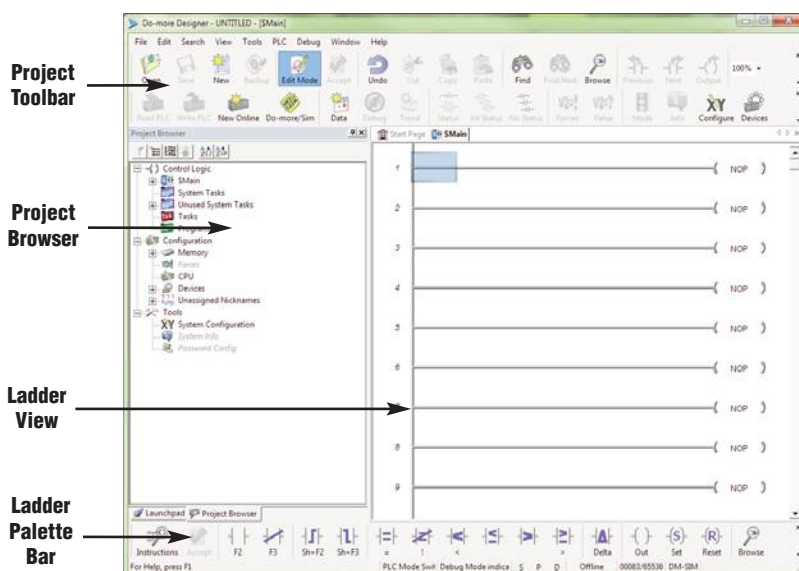 Do-more Designer - UNTITLED - [$Main]
File Edit Search View Tools PLC Debug Window Help
Project
Toolbar
Open Save New Backup Edit Mode Accept Undo Cut Copy Paste Find Find Next Browse Previous Next Output 100%
Read PLC Write PLC New Online Do-more/Sim Data Debug Trend Status All Status No Status Forces Value Mode Info Configure Devices
XY
Project Browser
Start Page $Main
Control Logic
$Main
System Tasks
Unused System Tasks
Tasks
Project
Browser
Configuration
Memory
Forces
CPU
Devices
Unassigned Nicknames
Tools
XY System Configuration
System Info
Password Config
1 NOP
2 NOP
3 NOP
4 NOP
5 NOP
6 NOP
Ladder
View
NOP
8 NOP
9 NOP
Launchpad Project Browser
Ladder
Palette
Bar
Instructions Accept F2 F3 Sh+F2 Sh+F3 = ! < > Delta Out Set Reset Browse
For Help, press F1 PLC Mode Swit Debug Mode indica S P D Offline 00083/65536 DM-SIM